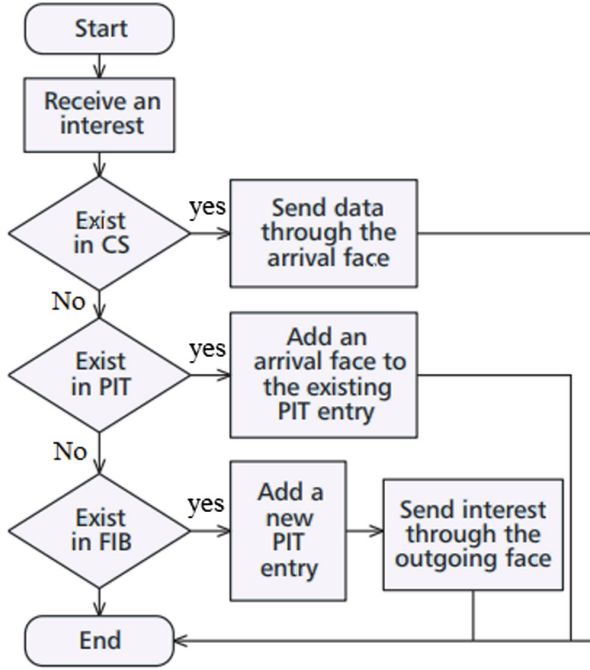 Start
Receive an
interest
Exist
in CS
yes
Send data
through the
arrival face
No
Exist
in PIT
yes
Add an
arrival face to
the existing
PIT entry
No
Exist
in FIB
yes
Add a
new
PIT
entry
Send interest
through the
outgoing face
End